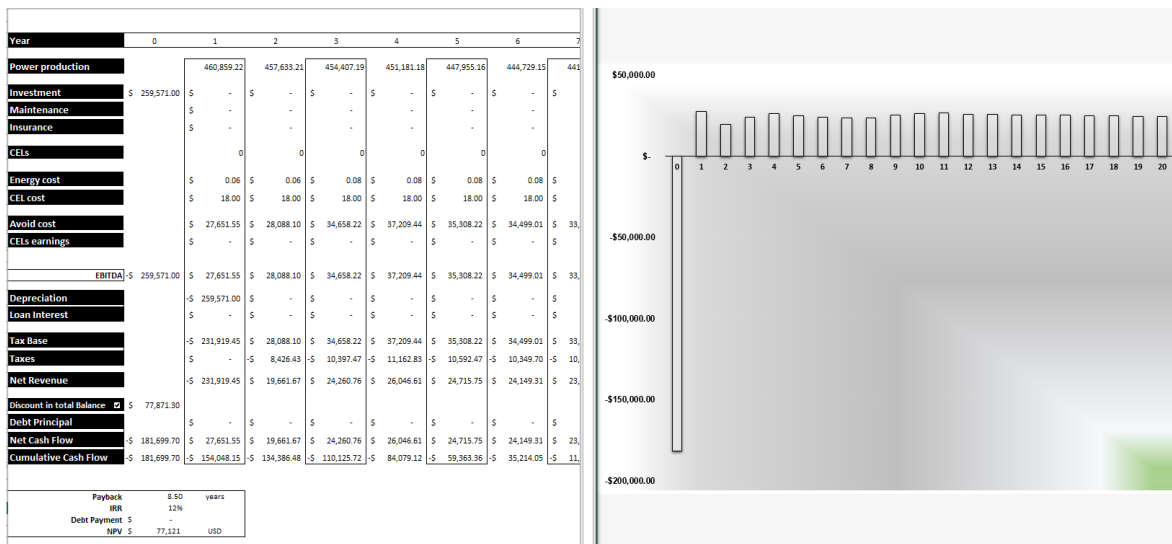 Year 0 1 2 3 4 5 6 7
Power production 460,859.22 457,633.21 454,407.19 451,181.18 447,955.16 444,729.15 441
Investment $ 259,571.00 $ - $ - $ - $ - $ - $ - $
Maintenance $ - - - - - -
Insurance $ - - - - - -
CELs 0 0 0 0 0 0
Energy cost $ 0.06 $ 0.06 $ 0.08 $ 0.08 $ 0.08 $ 0.08 $
CEL cost $ 18.00 $ 18.00 $ 18.00 $ 18.00 $ 18.00 $ 18.00 $
Avoid cost $ 27,651.55 $ 28,088.10 $ 34,658.22 $ 37,209.44 $ 35,308.22 $ 34,499.01 $ 33,
CELs earnings $ - $ - $ - $ - $ - $ - $
EBITDA -$ 259,571.00 $ 27,651.55 $ 28,088.10 $ 34,658.22 $ 37,209.44 $ 35,308.22 $ 34,499.01 $ 33,
Depreciation -$ 259,571.00 $ - $ - $ - $ - $ - $
Loan Interest $ - $ - $ - $ - $ - $ - $
Tax Base -$ 231,919.45 $ 28,088.10 $ 34,658.22 $ 37,209.44 $ 35,308.22 $ 34,499.01 $ 33,
Taxes $ - -$ 8,426.43 -$ 10,397.47 -$ 11,162.83 -$ 10,592.47 -$ 10,349.70 -$ 10,
Net Revenue -$ 231,919.45 $ 19,661.67 $ 24,260.76 $ 26,046.61 $ 24,715.75 $ 24,149.31 $ 23,
Discount in total Balance $ 77,871.30
Debt Principal $ - $ - $ - $ - $ - $ - $
Net Cash Flow -$ 181,699.70 $ 27,651.55 $ 19,661.67 $ 24,260.76 $ 26,046.61 $ 24,715.75 $ 24,149.31 $ 23,
Cumulative Cash Flow -$ 181,699.70 -$ 154,048.15 -$ 134,386.48 -$ 110,125.72 -$ 84,079.12 -$ 59,363.36 -$ 35,214.05 -$ 11,
Payback 8.50 years
IRR 12%
Debt Payment $ -
NPV $ 77,121 USD
$50,000.00
$-
0 1 2 3 4 5 6 7 8 9 10 11 12 13 14 15 16 17 18 19 20
-$50,000.00
-$100,000.00
-$150,000.00
-$200,000.00